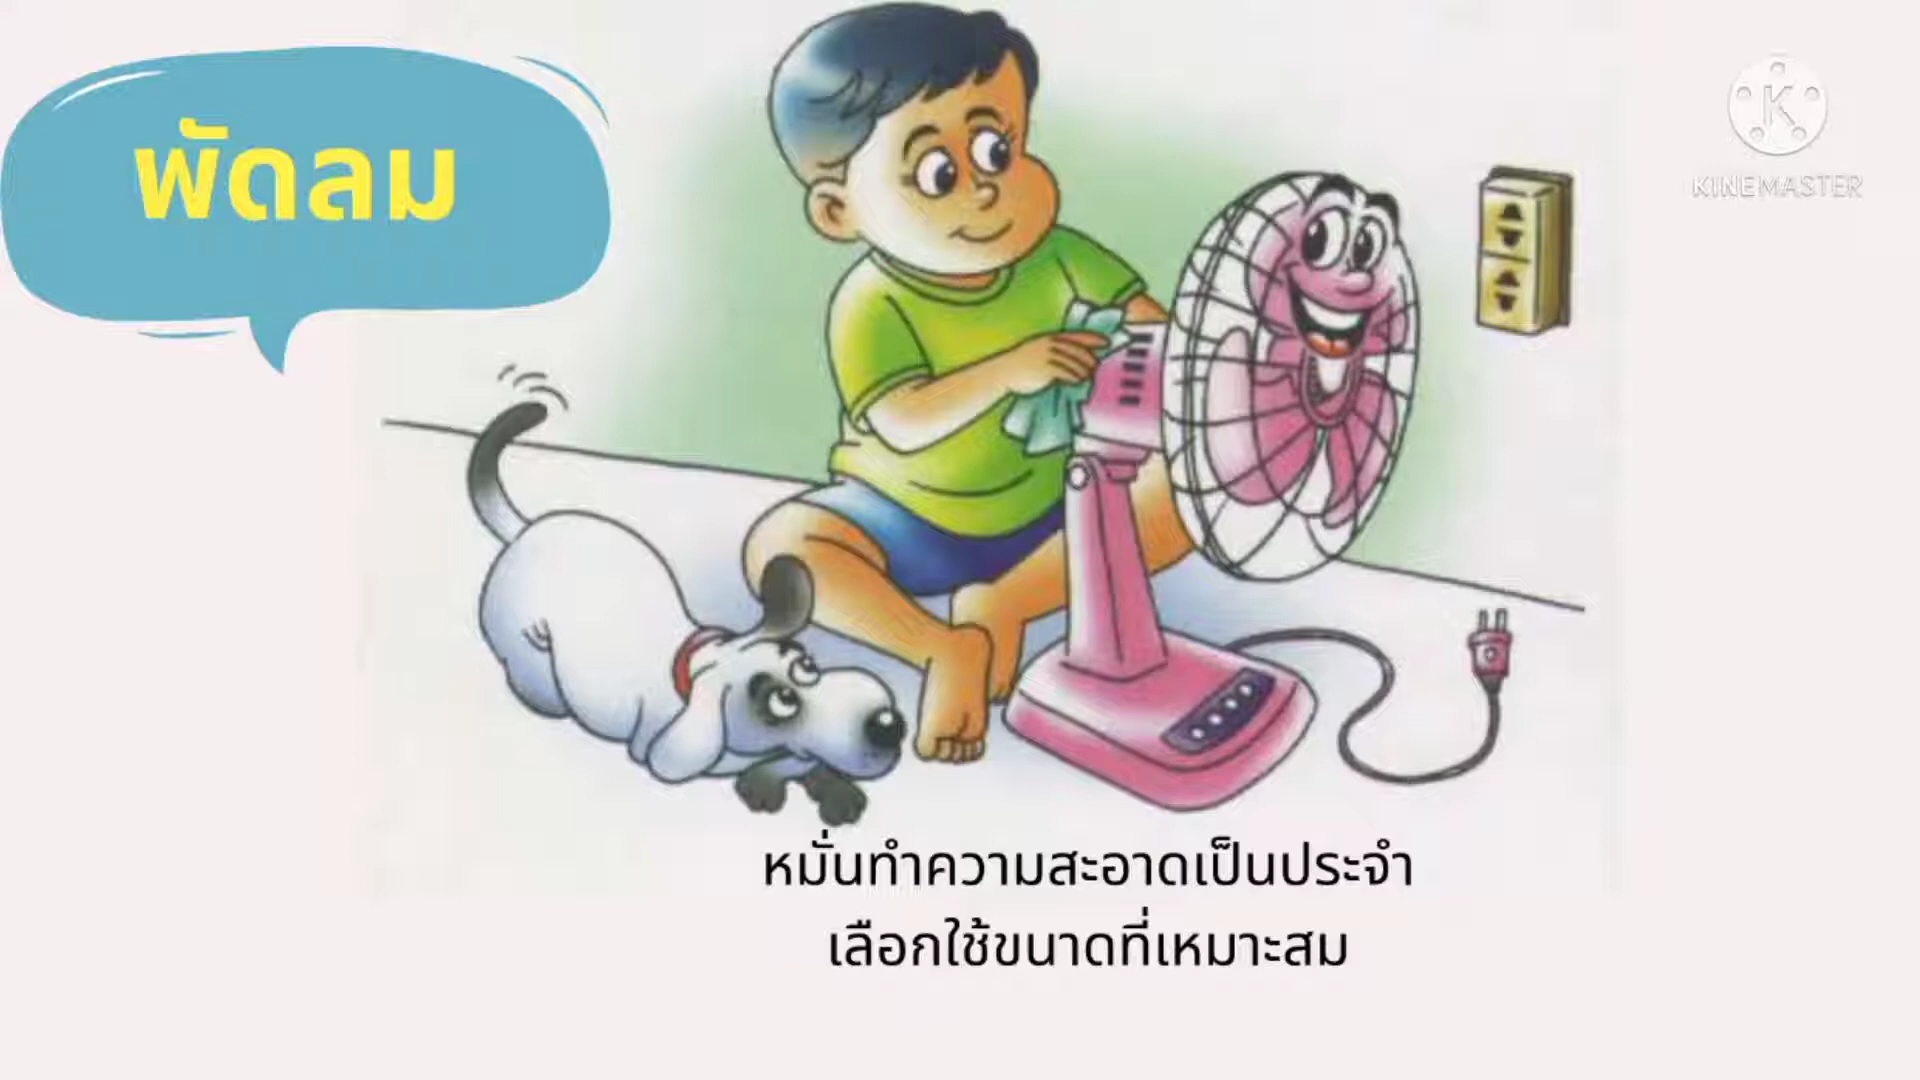 พัดลม
K
KINEMASTER
หมั่นทำความสะอาดเป็นประจำ
เลือกใช้ขนาดที่เหมาะสม